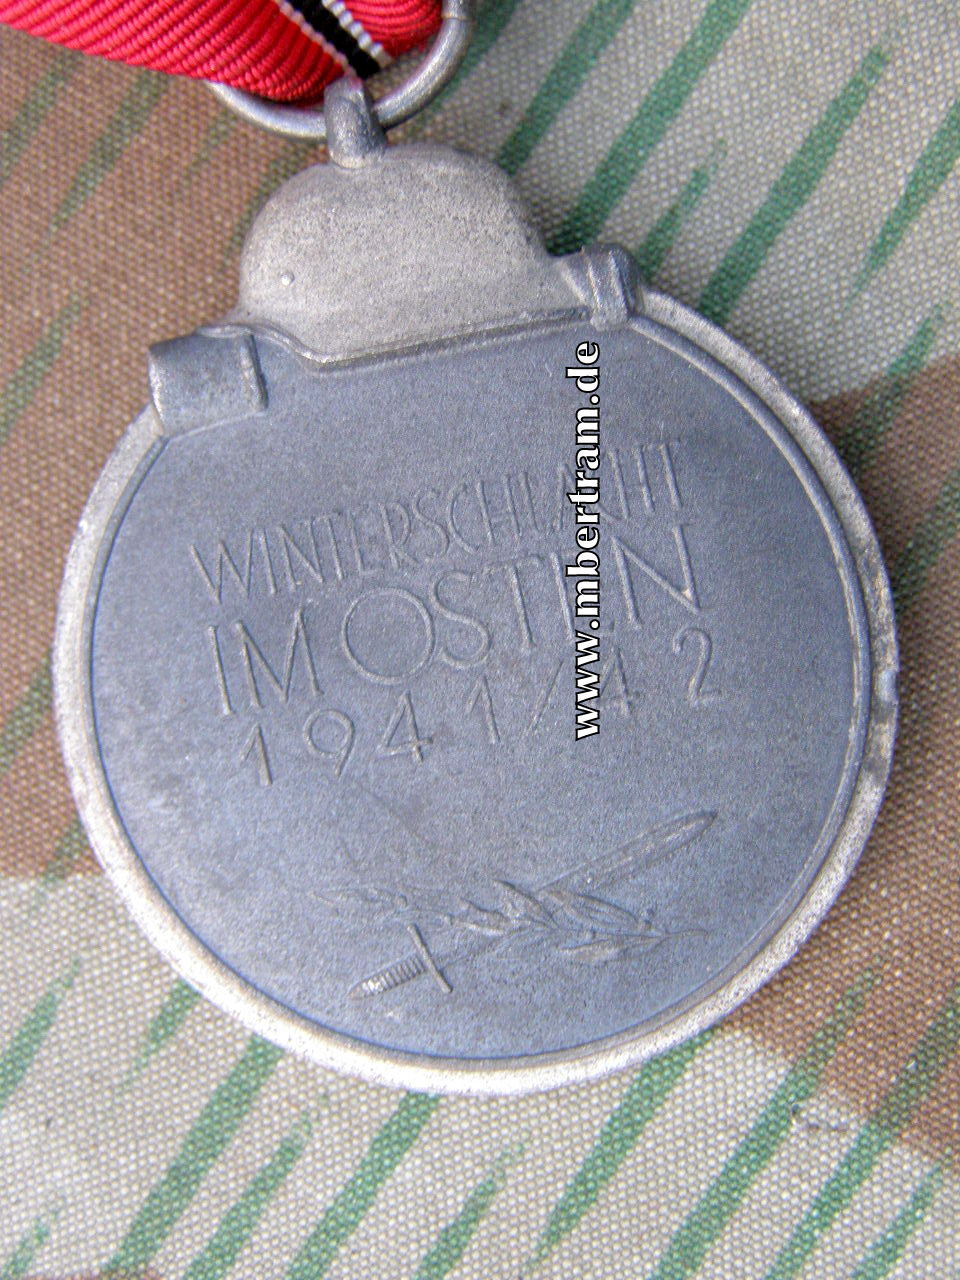 WINTERSCHLACHT
IM OSTEN
1941/42
www.mbertram.de